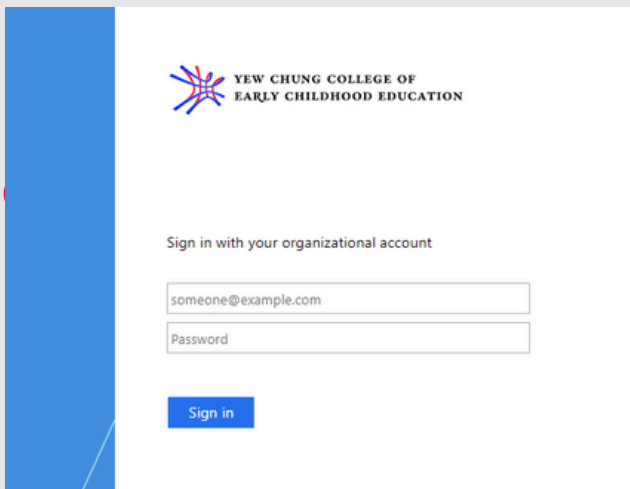 YEW CHUNG COLLEGE OF
EARLY CHILDHOOD EDUCATION
Sign in with your organizational account
someone@example.com
Password
Sign in